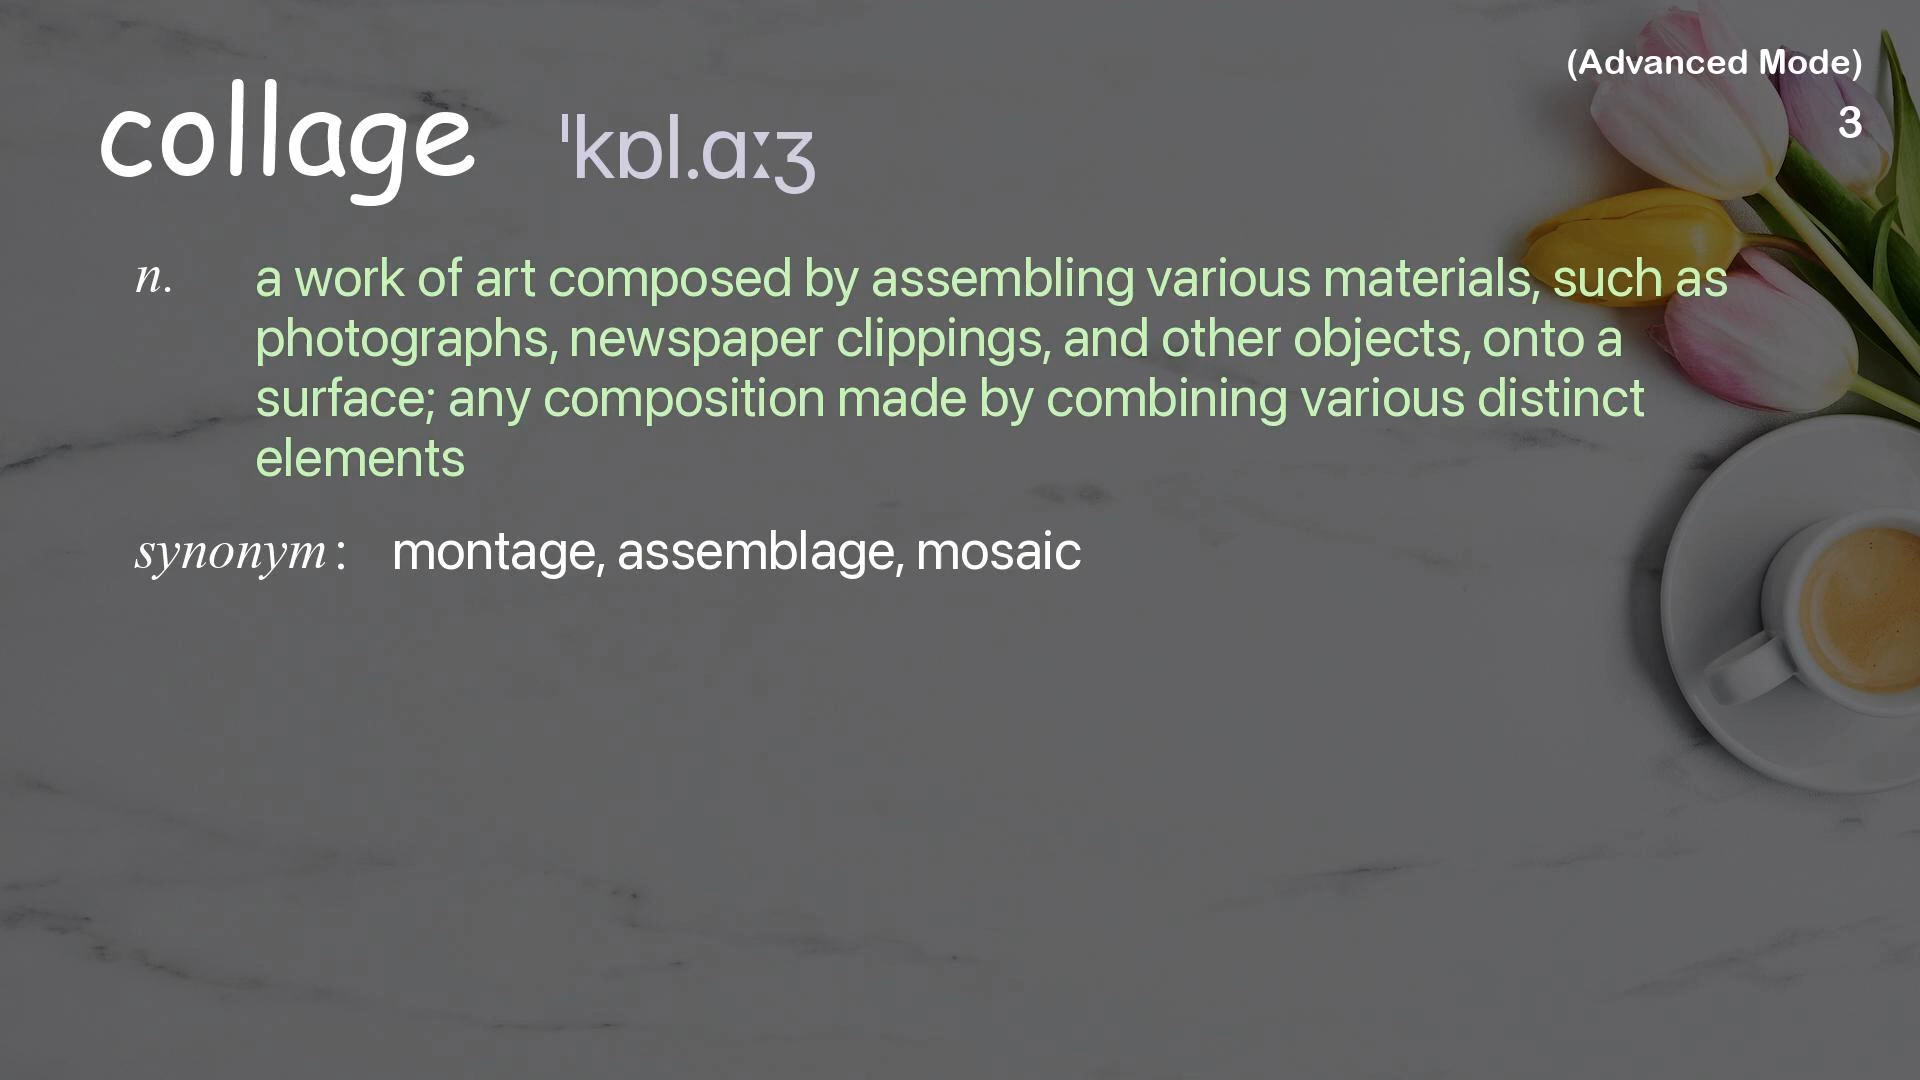 (Advanced Mode)
3
collage ˈkɒl.ɑːʒ
n. a work of art composed by assembling various materials, such as
photographs, newspaper clippings, and other objects, onto a
surface; any composition made by combining various distinct
elements
synonym : montage, assemblage, mosaic